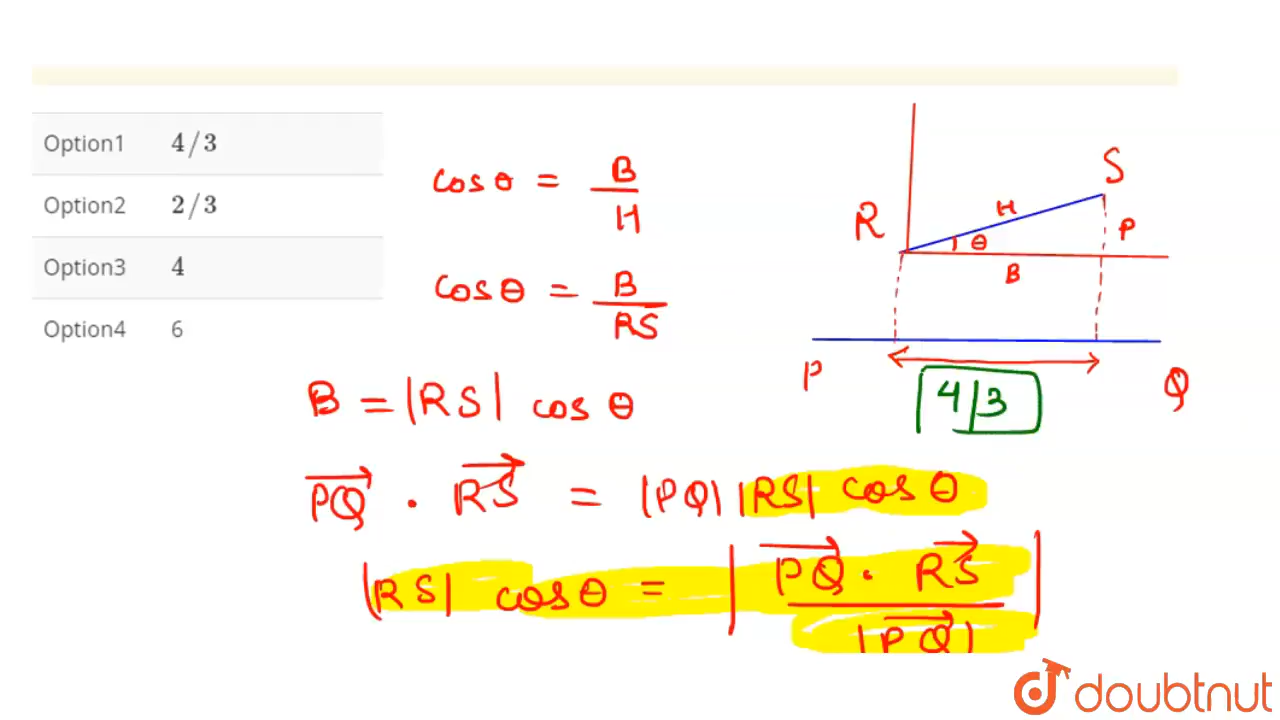 Option1 4/3
Option2 2/3
Option3 4
Option4 6
cos θ = B/H
cos θ = B/RS
B = |RS| cos θ
PQ⃗ · RS⃗ = |PQ| |RS| cos θ
|RS| cos θ = |PQ⃗ · RS⃗ / |PQ⃗||
S
R
H
θ
P
B
P
Q
4/3
doubtnut